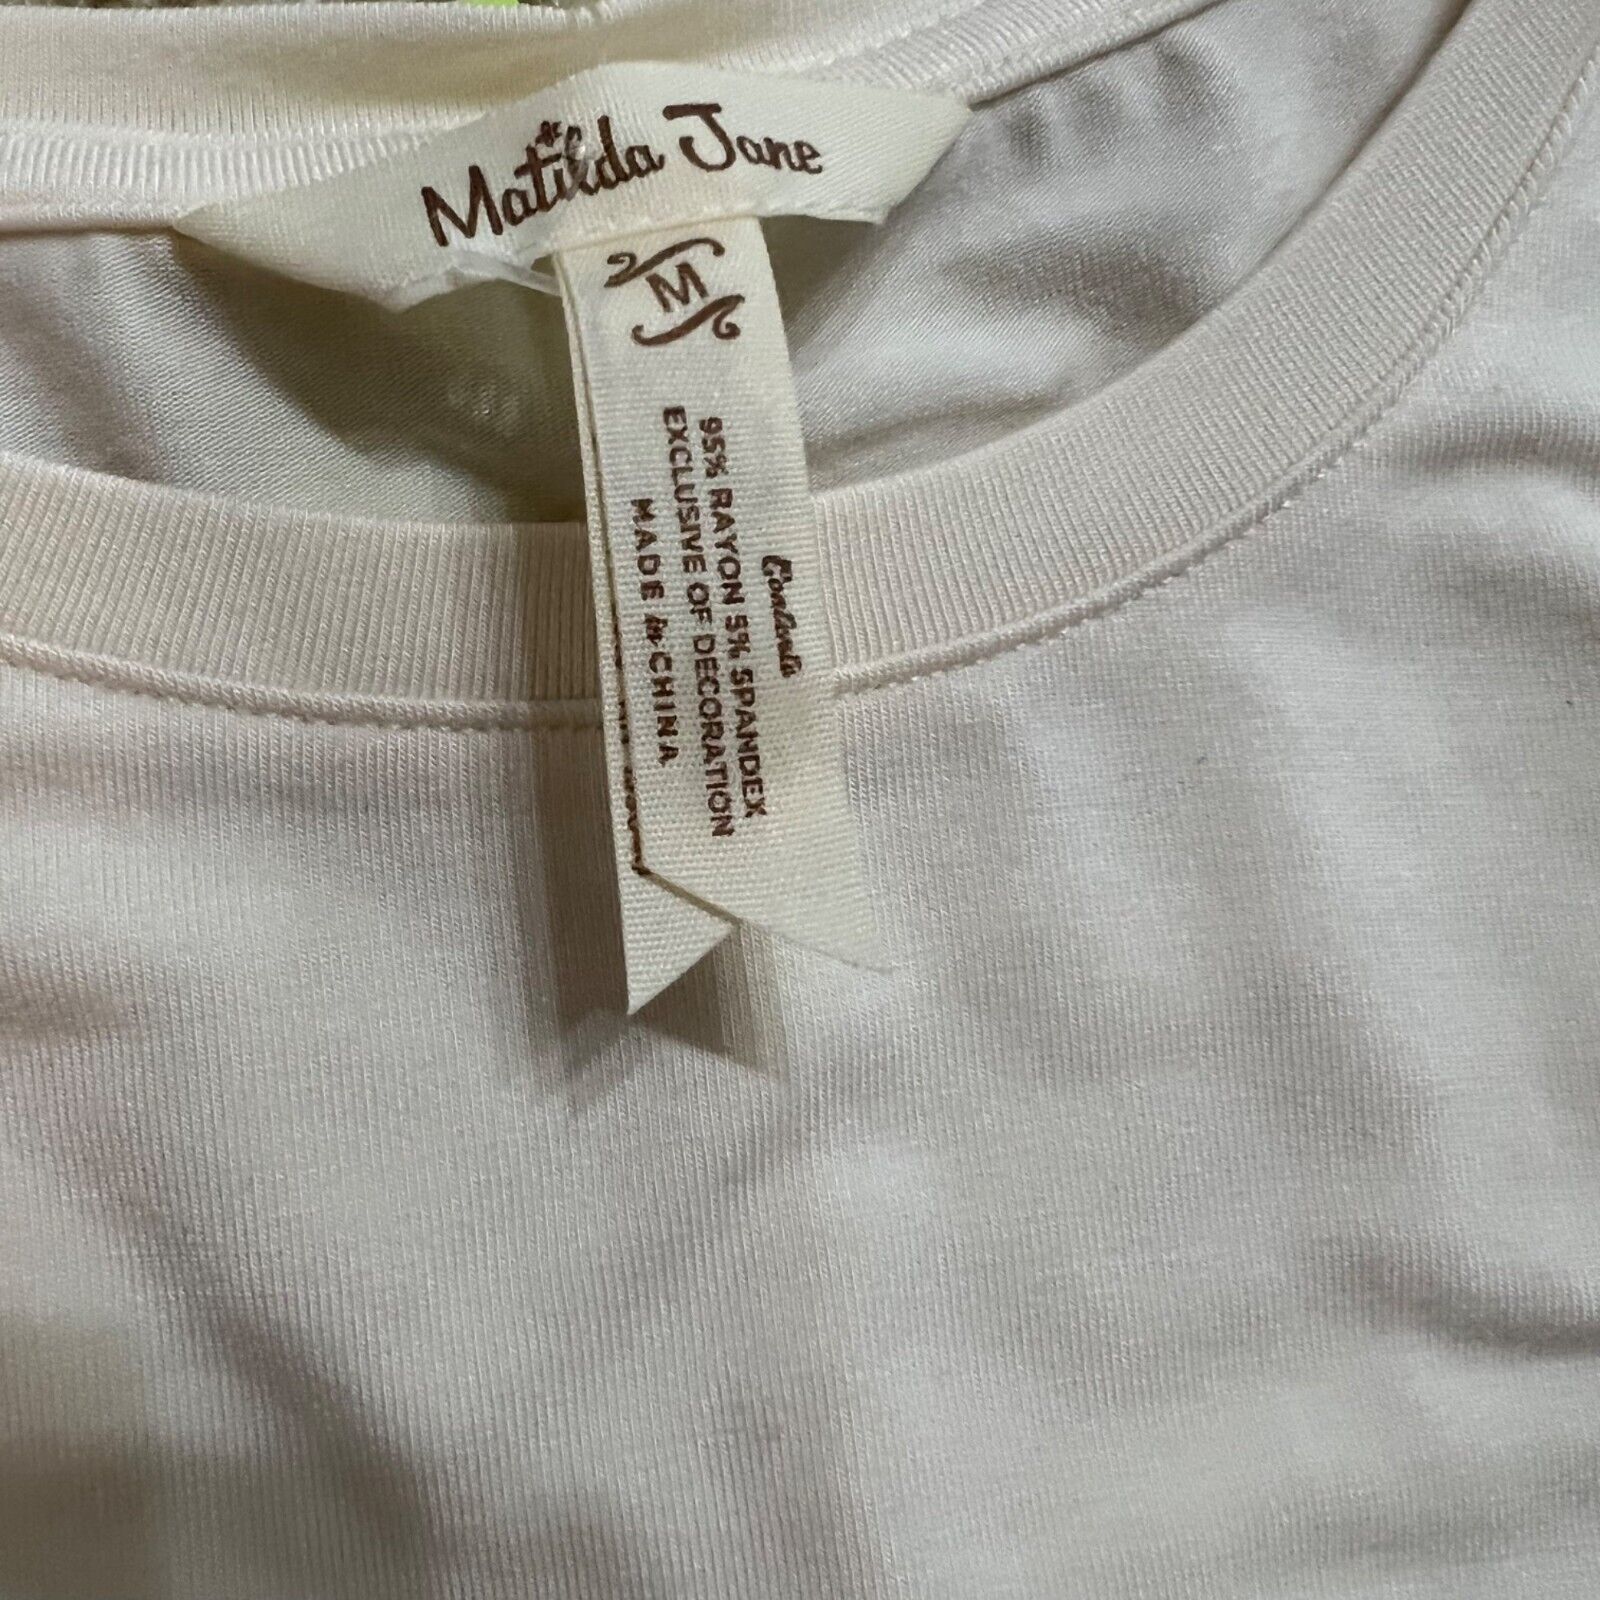 Matilda Jane
M
Contents
95% RAYON 5% SPANDEX
EXCLUSIVE OF DECORATION
MADE in CHINA